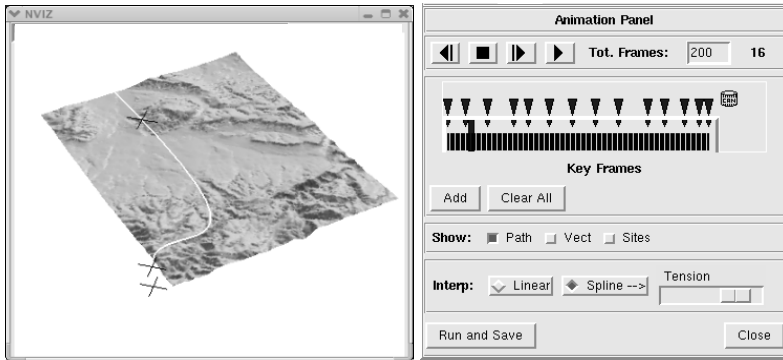 NVIZ
Animation Panel
Tot. Frames: 200 16
Key Frames
Add Clear All
Show: Path Vect Sites
Interp: Linear Spline --> Tension
Run and Save Close